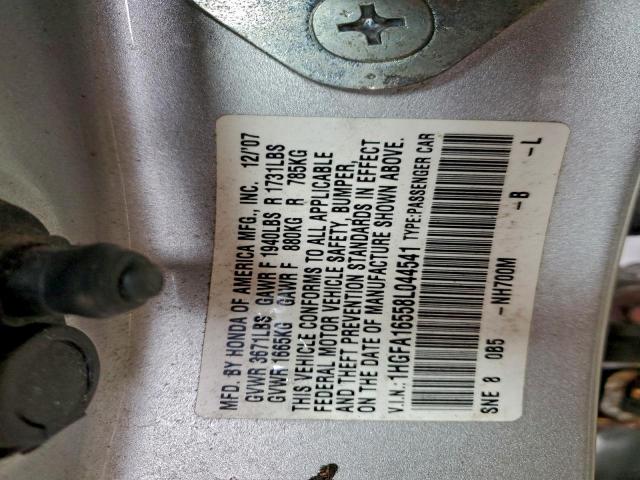 MFD. BY HONDA OF AMERICA MFG., INC. 12/'07
GVWR 3671LBS GAWR F 1940LBS R 1731LBS
GVWR 1665KG GAWR F 880KG R 785KG
THIS VEHICLE CONFORMS TO ALL APPLICABLE
FEDERAL MOTOR VEHICLE SAFETY, BUMPER,
AND THEFT PREVENTION STANDARDS IN EFFECT
ON THE DATE OF MANUFACTURE SHOWN ABOVE.
V.I.N.: 1HGFA16558L044541 TYPE:PASSENGER CAR
SNE 8 0B5 -NH700M -B -L